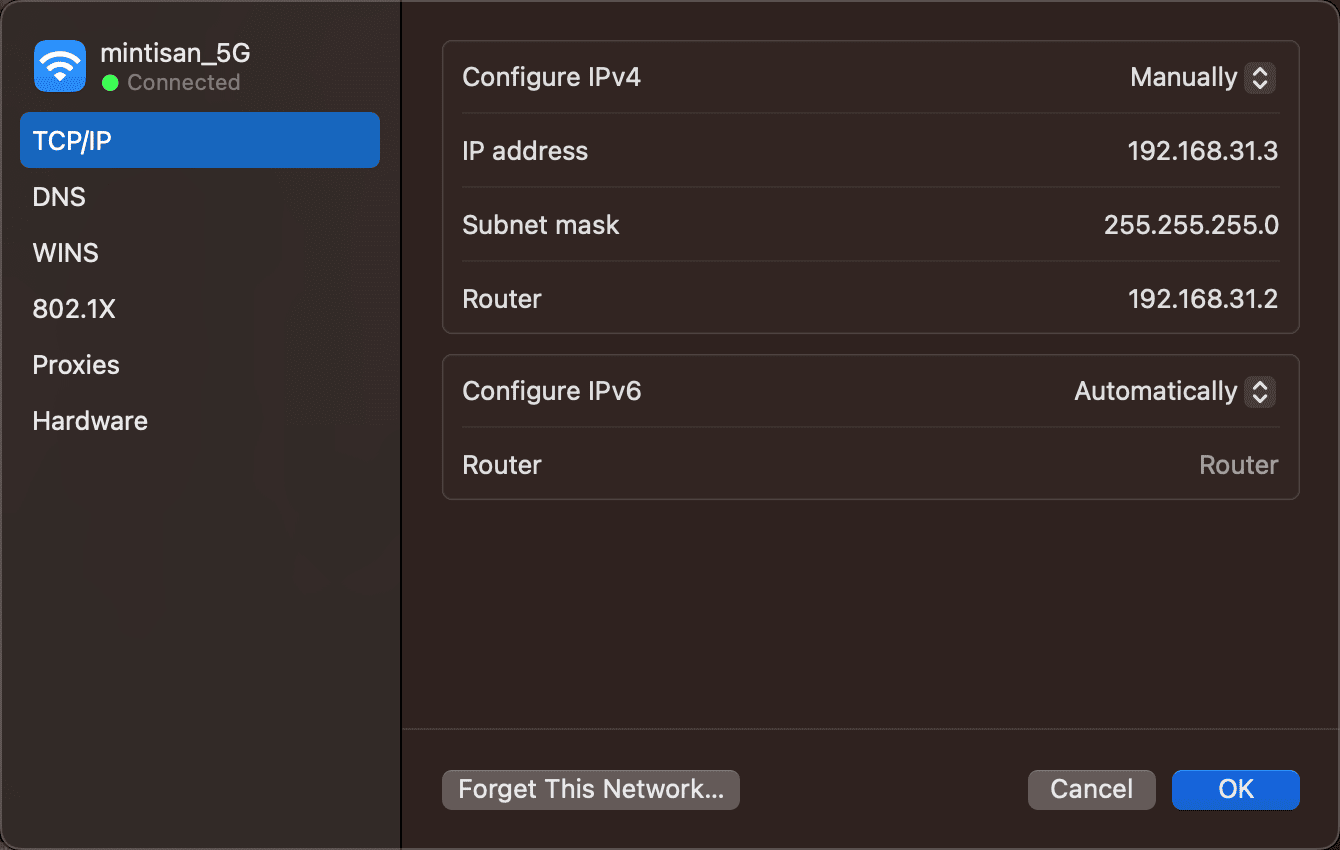 mintisan_5G
Connected
TCP/IP
DNS
WINS
802.1X
Proxies
Hardware
Configure IPv4 Manually
IP address 192.168.31.3
Subnet mask 255.255.255.0
Router 192.168.31.2
Configure IPv6 Automatically
Router Router
Forget This Network... Cancel OK